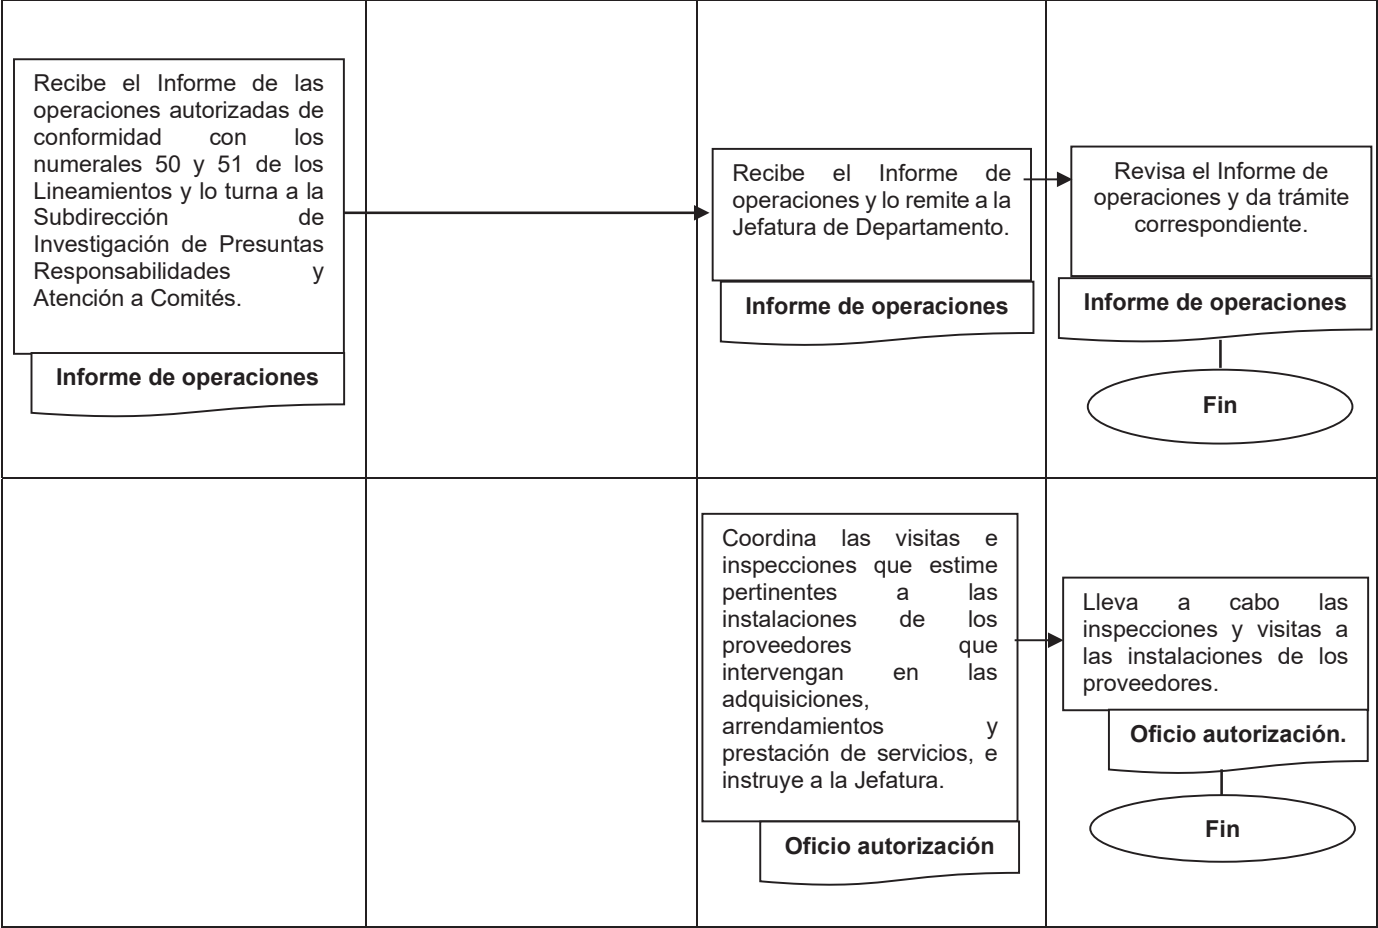 Recibe el Informe de las
operaciones autorizadas de
conformidad con los
numerales 50 y 51 de los
Lineamientos y lo turna a la
Subdirección de
Investigación de Presuntas
Responsabilidades y
Atención a Comités.
Informe de operaciones
Recibe el Informe de
operaciones y lo remite a la
Jefatura de Departamento.
Informe de operaciones
Revisa el Informe de
operaciones y da trámite
correspondiente.
Informe de operaciones
Fin
Coordina las visitas e
inspecciones que estime
pertinentes a las
instalaciones de los
proveedores que
intervengan en las
adquisiciones,
arrendamientos y
prestación de servicios, e
instruye a la Jefatura.
Oficio autorización
Lleva a cabo las
inspecciones y visitas a
las instalaciones de los
proveedores.
Oficio autorización.
Fin